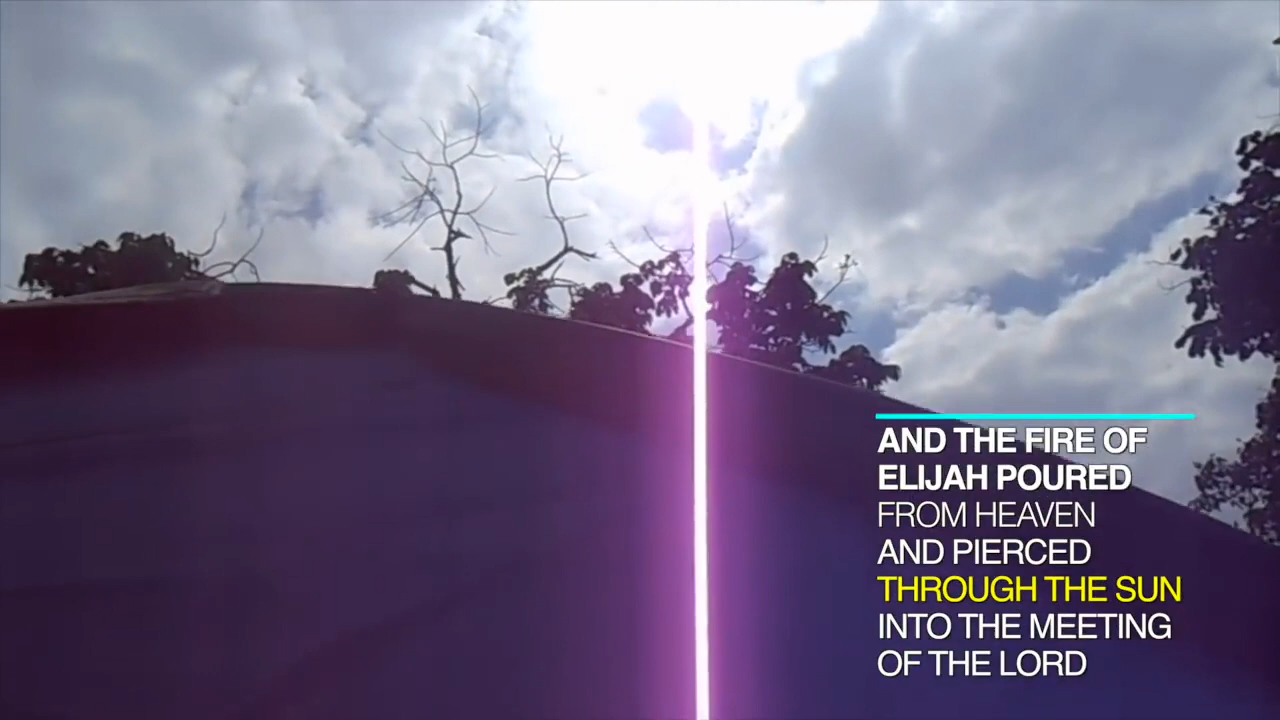 AND THE FIRE OF
ELIJAH POURED
FROM HEAVEN
AND PIERCED
THROUGH THE SUN
INTO THE MEETING
OF THE LORD